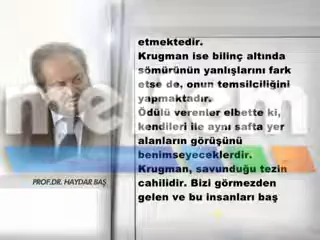 etmektedir.
Krugman ise bilinç altında
sömürünün yanlışlarını fark
etse de, onun temsilciliğini
yapmaktadır.
Ödülü verenler elbette ki,
kendileri ile aynı safta yer
alanların görüşünü
benimseyeceklerdir.
Krugman, savunduğu tezin
cahilidir. Bizi görmezden
gelen ve bu insanları baş
PROF.DR. HAYDAR BAŞ